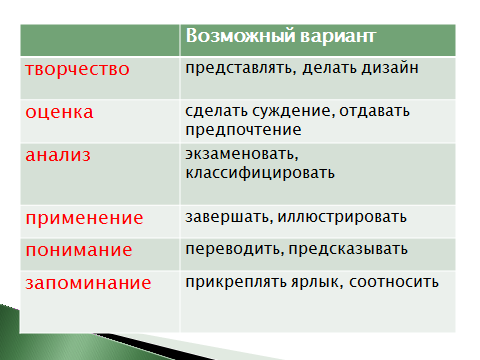 Возможный вариант
творчество представлять, делать дизайн
оценка сделать суждение, отдавать
предпочтение
анализ экзаменовать,
классифицировать
применение завершать, иллюстрировать
понимание переводить, предсказывать
запоминание прикреплять ярлык, соотносить